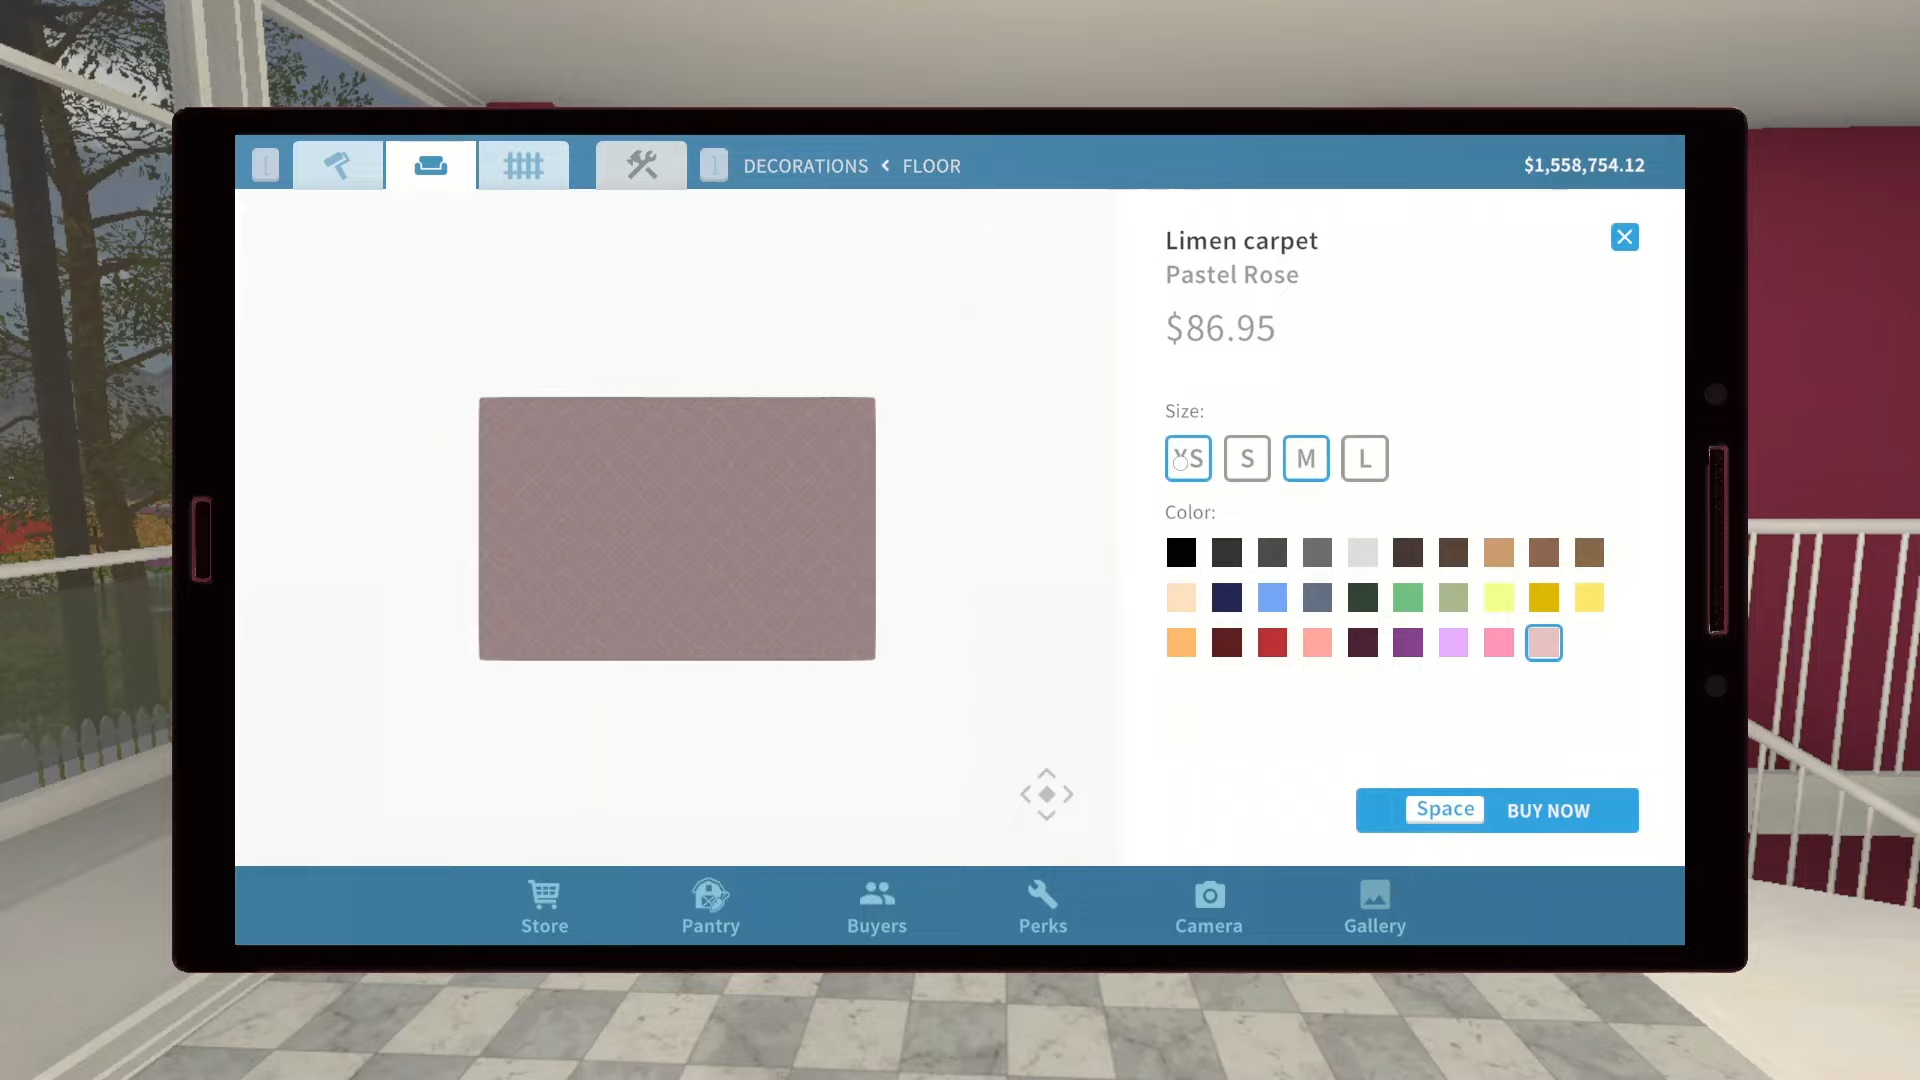 [ ] DECORATIONS < FLOOR $1,558,754.12
Limen carpet
Pastel Rose
$86.95
Size:
XS S M L
Color:
Space BUY NOW
Store Pantry Buyers Perks Camera Gallery